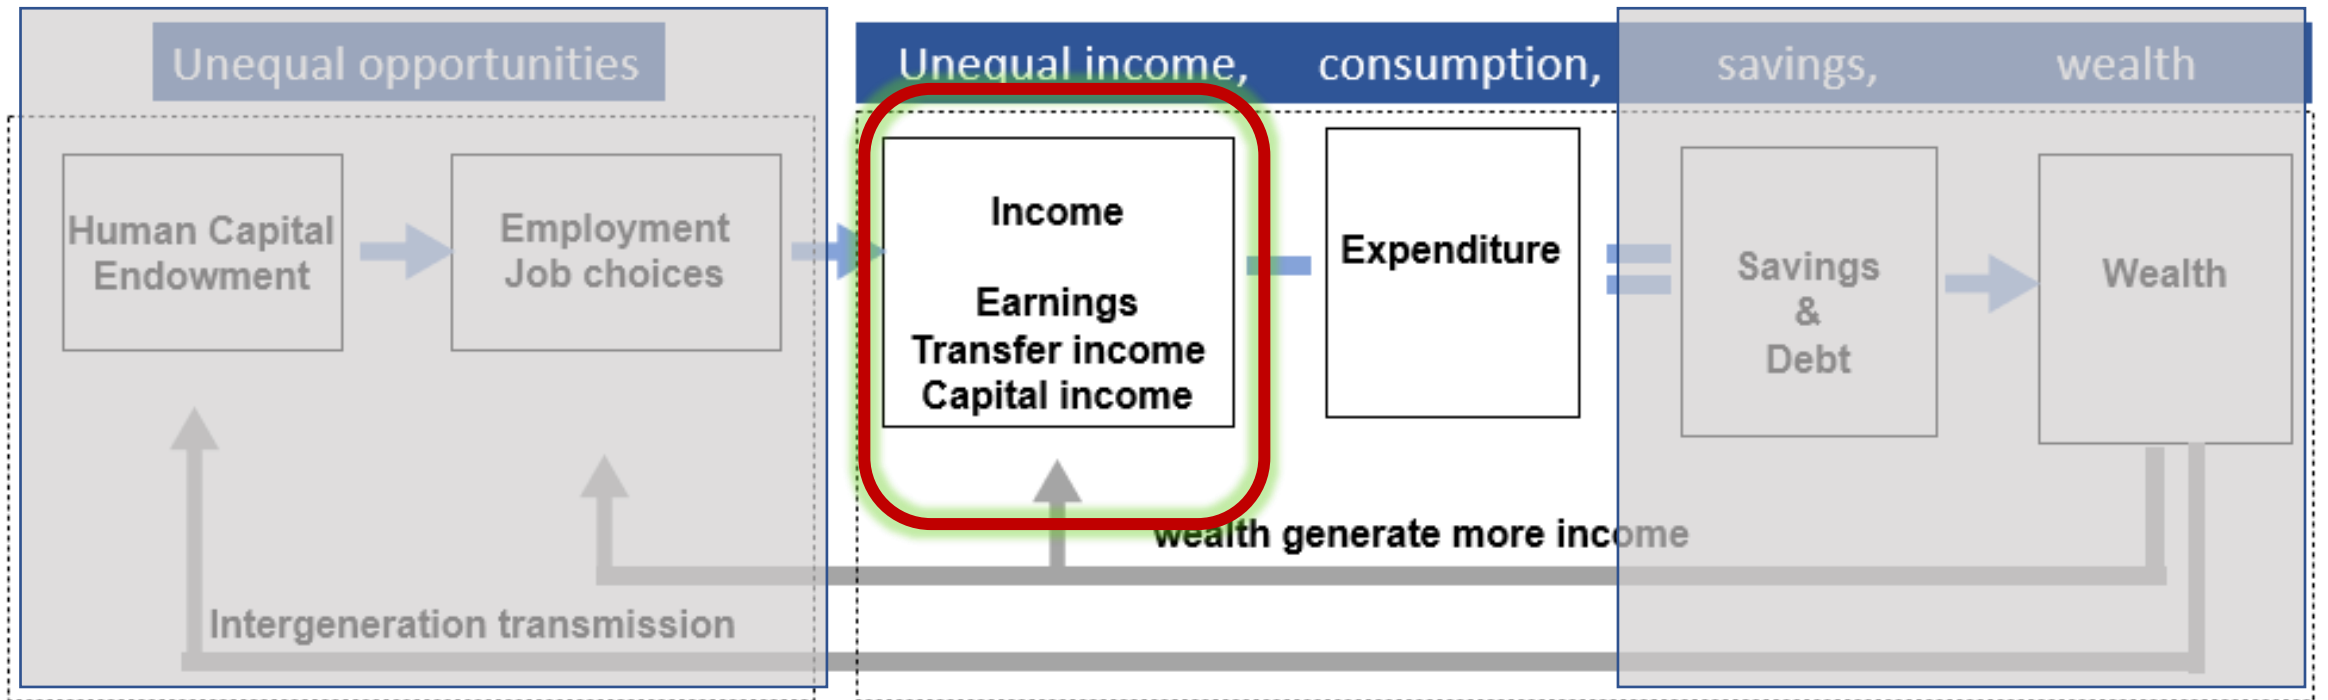 Unequal opportunities
Unequal income, consumption, savings, wealth
Human Capital
Endowment
Employment
Job choices
Income
Earnings
Transfer income
Capital income
Expenditure
Savings
&
Debt
Wealth
wealth generate more income
Intergeneration transmission